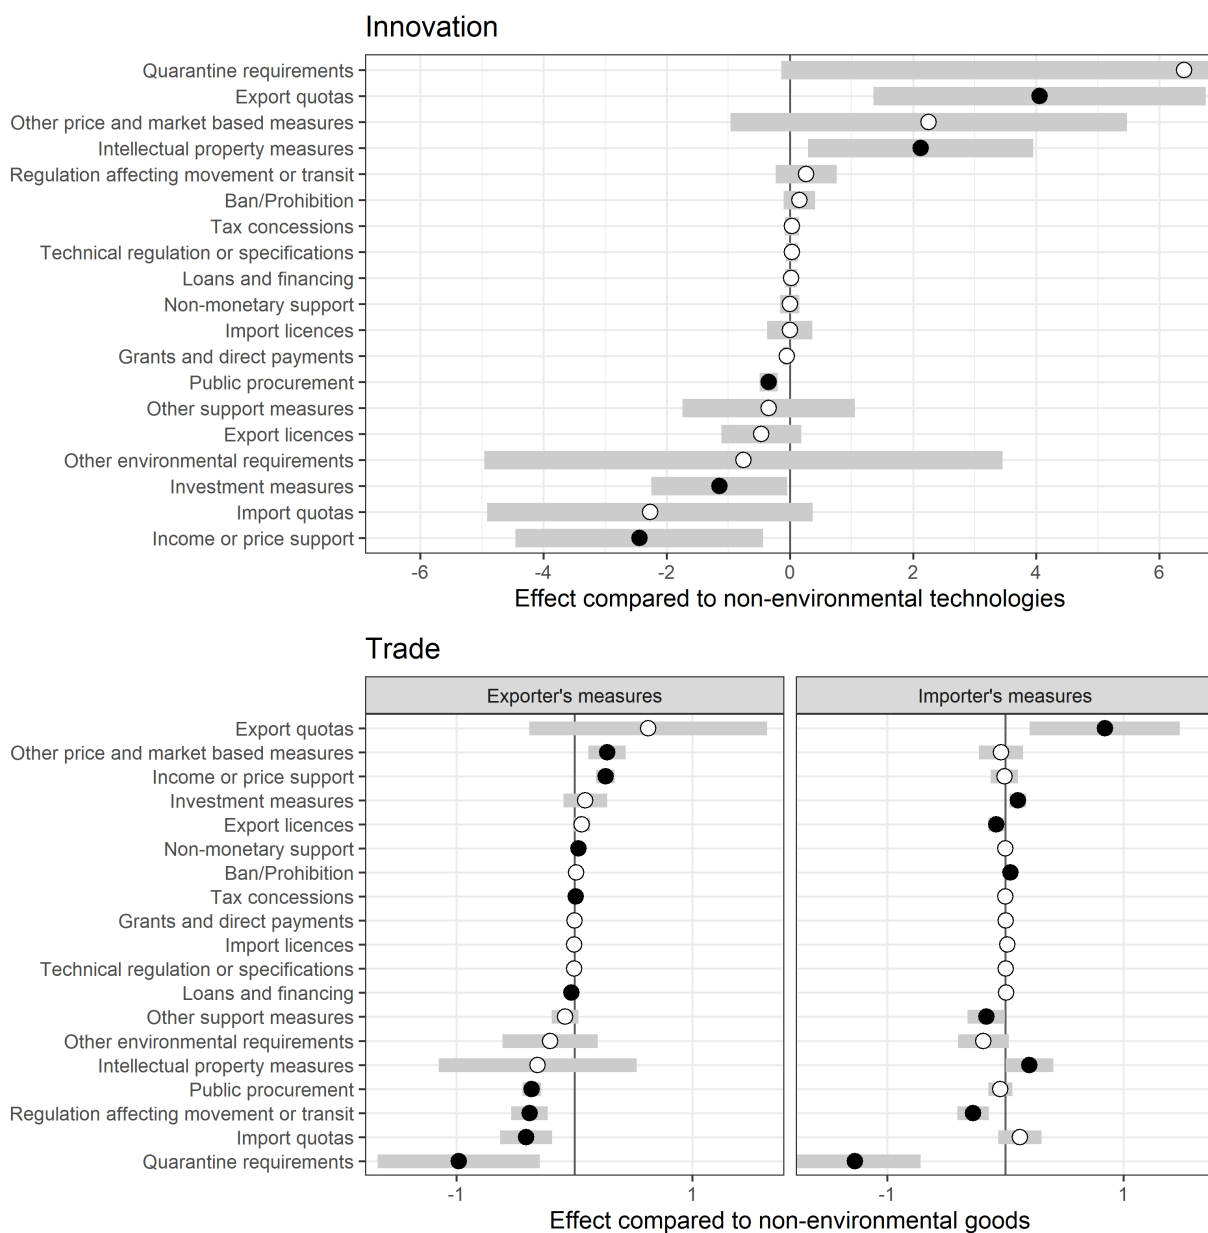 Innovation
Quarantine requirements
Export quotas
Other price and market based measures
Intellectual property measures
Regulation affecting movement or transit
Ban/Prohibition
Tax concessions
Technical regulation or specifications
Loans and financing
Non-monetary support
Import licences
Grants and direct payments
Public procurement
Other support measures
Export licences
Other environmental requirements
Investment measures
Import quotas
Income or price support
-6 -4 -2 0 2 4 6
Effect compared to non-environmental technologies
Trade
Exporter's measures Importer's measures
Export quotas
Other price and market based measures
Income or price support
Investment measures
Export licences
Non-monetary support
Ban/Prohibition
Tax concessions
Grants and direct payments
Import licences
Technical regulation or specifications
Loans and financing
Other support measures
Other environmental requirements
Intellectual property measures
Public procurement
Regulation affecting movement or transit
Import quotas
Quarantine requirements
-1 1 -1 1
Effect compared to non-environmental goods